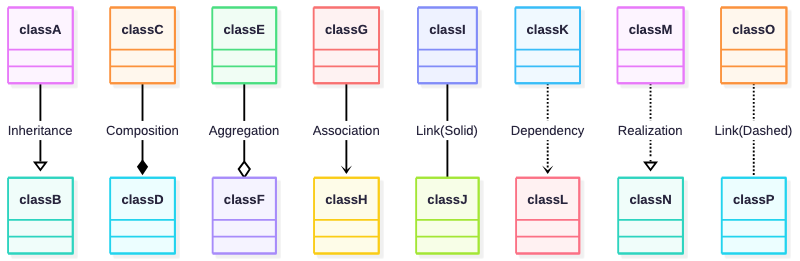 classA classC classE classG classI classK classM classO
Inheritance Composition Aggregation Association Link(Solid) Dependency Realization Link(Dashed)
classB classD classF classH classJ classL classN classP